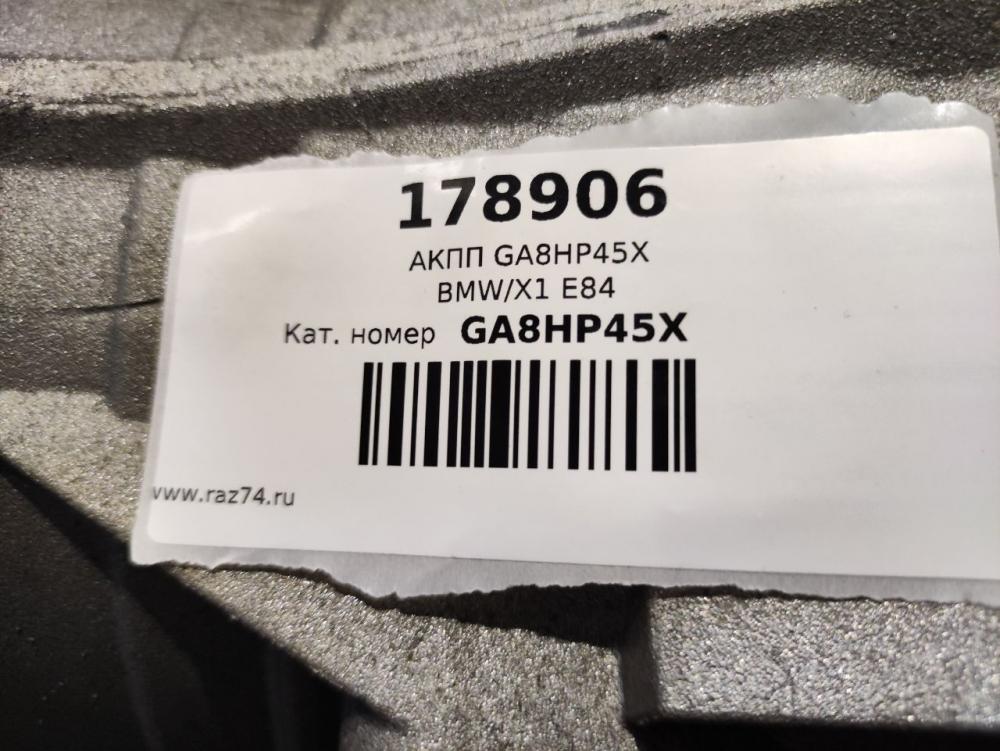 178906
АКПП GA8HP45X
BMW/X1 E84
Кат. номер GA8HP45X
www.raz74.ru